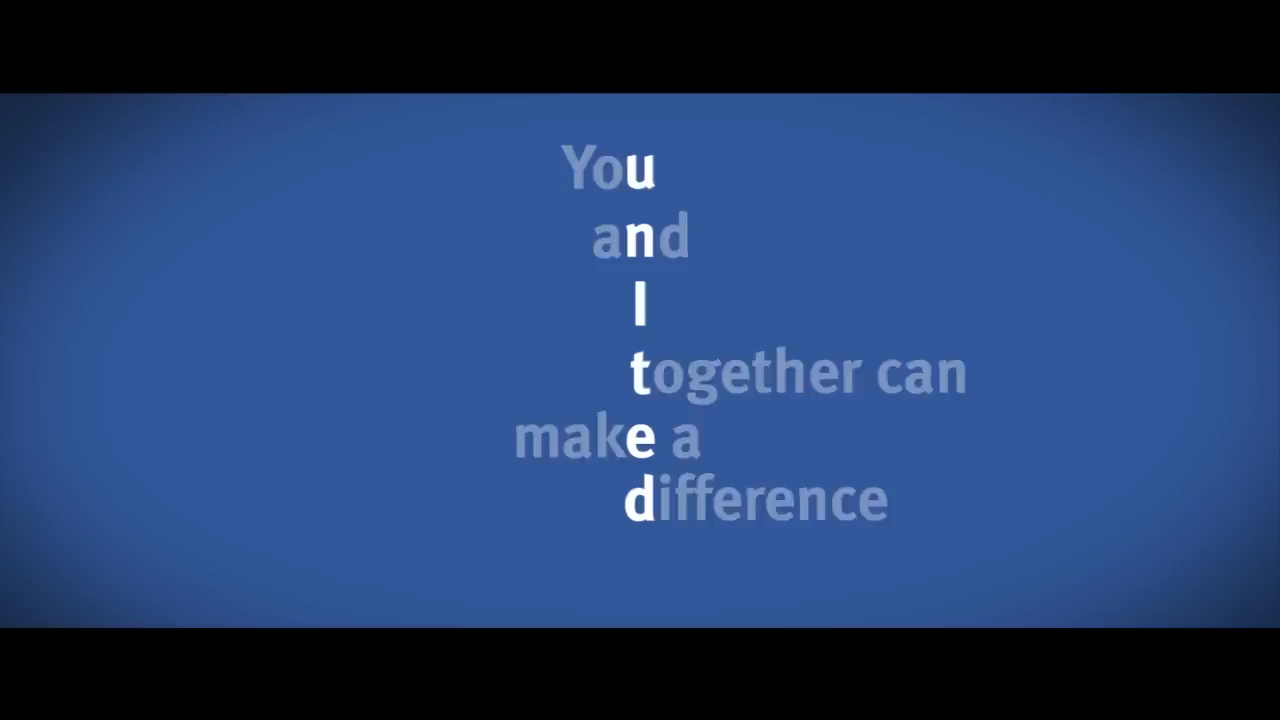 You
and
I
together can
make a
difference